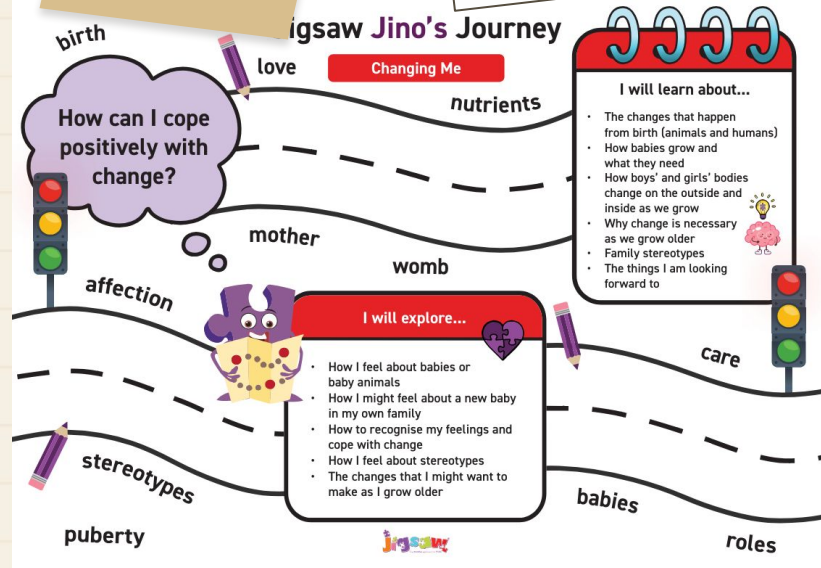 igsaw Jino's Journey
Changing Me
birth
love
nutrients
How can I cope
positively with
change?
mother
womb
I will learn about...
• The changes that happen
from birth (animals and humans)
• How babies grow and
what they need
• How boys' and girls' bodies
change on the outside and
inside as we grow
• Why change is necessary
as we grow older
• Family stereotypes
• The things I am looking
forward to
affection
I will explore...
• How I feel about babies or
baby animals
• How I might feel about a new baby
in my own family
• How to recognise my feelings and
cope with change
• How I feel about stereotypes
• The changes that I might want to
make as I grow older
care
stereotypes
puberty
babies
roles
jigsaw